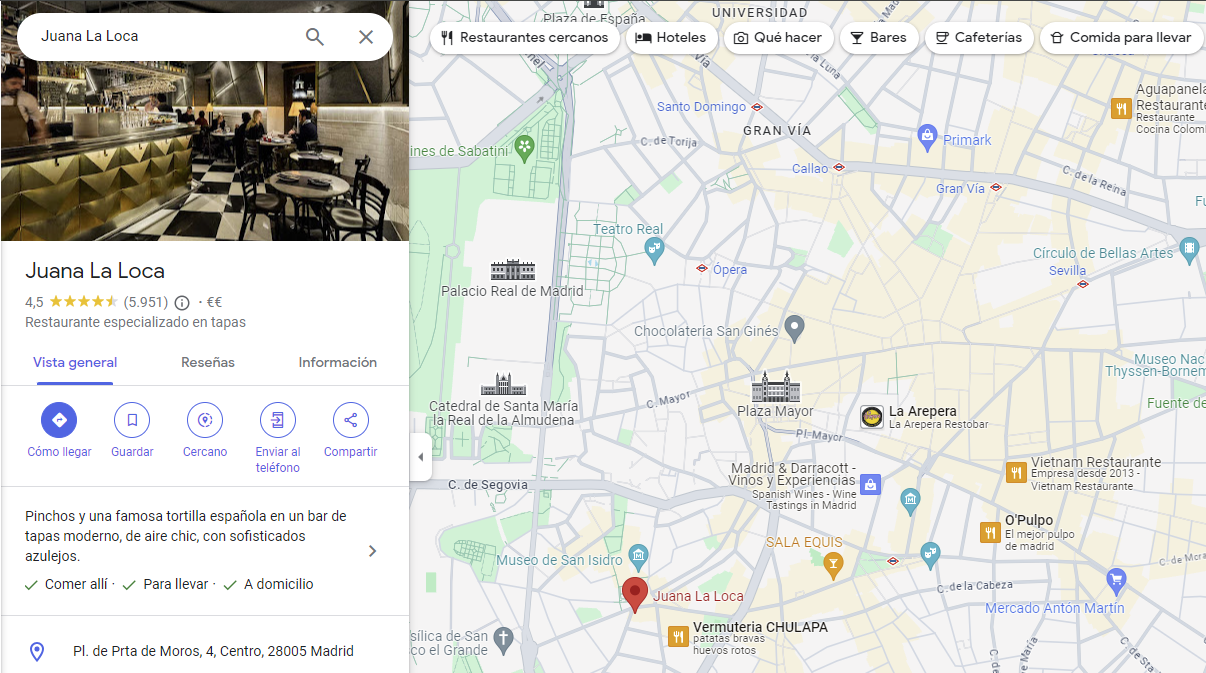 Juana La Loca
Juana La Loca
4,5 (5.951) · €€
Restaurante especializado en tapas
Vista general
Reseñas
Información
Cómo llegar
Guardar
Cercano
Enviar al
teléfono
Compartir
Pinchos y una famosa tortilla española en un bar de
tapas moderno, de aire chic, con sofisticados
azulejos.
Comer allí · Para llevar · A domicilio
Pl. de Prta de Moros, 4, Centro, 28005 Madrid
Plaza de España
UNIVERSIDAD
Restaurantes cercanos
Hoteles
Qué hacer
Bares
Cafeterías
Comida para llevar
Luna
Santo Domingo
GRAN VÍA
Aguapanela
Restaurante
Restaurante
Cocina Colom
Primark
ines de Sabatini
C. de Torija
Callao
Gran Vía
C. de la Reina
Teatro Real
Ópera
Círculo de Bellas Artes
Sevilla
Palacio Real de Madrid
Chocolatería San Ginés
Museo Nac
Thyssen-Bornem
Catedral de Santa María
la Real de la Almudena
C. Mayor
Plaza Mayor
La Arepera
La Arepera Restobar
Fuente de
Pl. Mayor
C. de Segovia
Madrid & Darracott -
Vinos y Experiencias
Spanish Wines - Wine
Tastings in Madrid
Vietnam Restaurante
Empresa desde 2013 -
Vietnam Restaurante
O'Pulpo
El mejor pulpo
de madrid
SALA EQUIS
Museo de San Isidro
C. de la Cabeza
Juana La Loca
Mercado Antón Martín
Vermuteria CHULAPA
patatas bravas
huevos rotos
sílica de San
co el Grande
C. de María